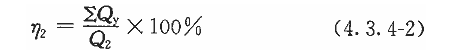 η₂ = ΣQᵧ/Q₂ × 100% (4.3.4-2)